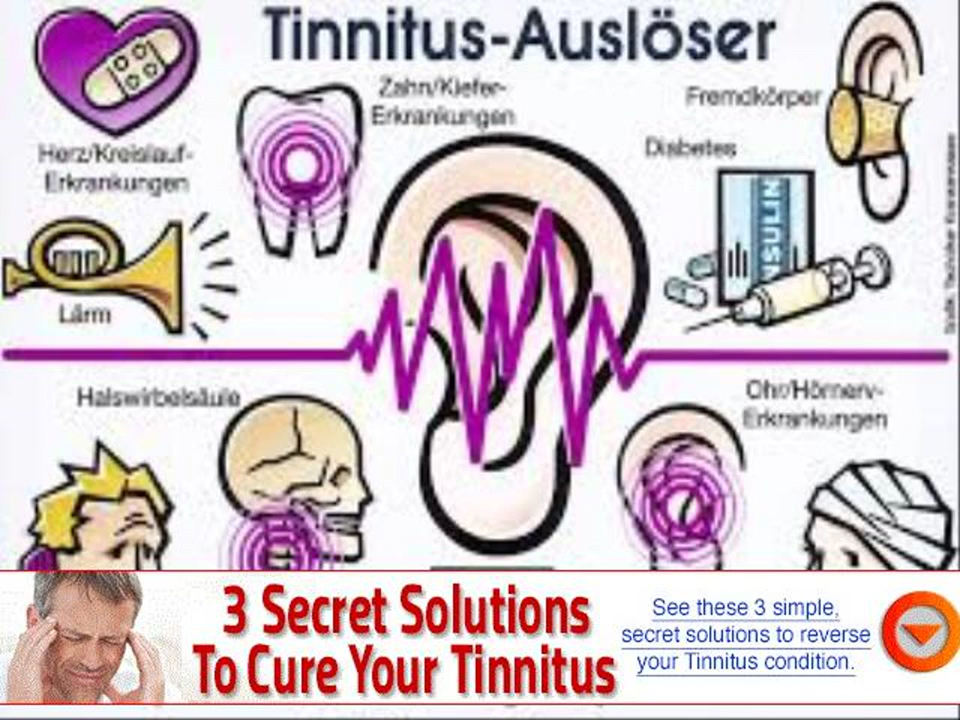 Tinnitus-Auslöser
Zahn/Kiefer-
Erkrankungen
Fremdkörper
Diabetes
Herz/Kreislauf-
Erkrankungen
INSULIN
Lärm
Halswirbelsäule
Ohr/Hörnerv-
Erkrankungen
3 Secret Solutions
To Cure Your Tinnitus
See these 3 simple,
secret solutions to reverse
your Tinnitus condition.